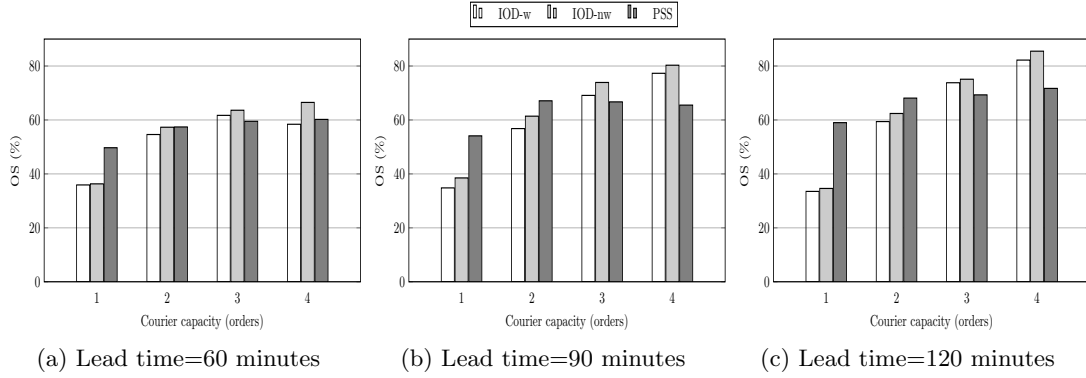 IOD-w IOD-nw PSS
OS (%)
80
60
40
20
0
1 2 3 4
Courier capacity (orders)
(a) Lead time=60 minutes
OS (%)
80
60
40
20
0
1 2 3 4
Courier capacity (orders)
(b) Lead time=90 minutes
OS (%)
80
60
40
20
0
1 2 3 4
Courier capacity (orders)
(c) Lead time=120 minutes